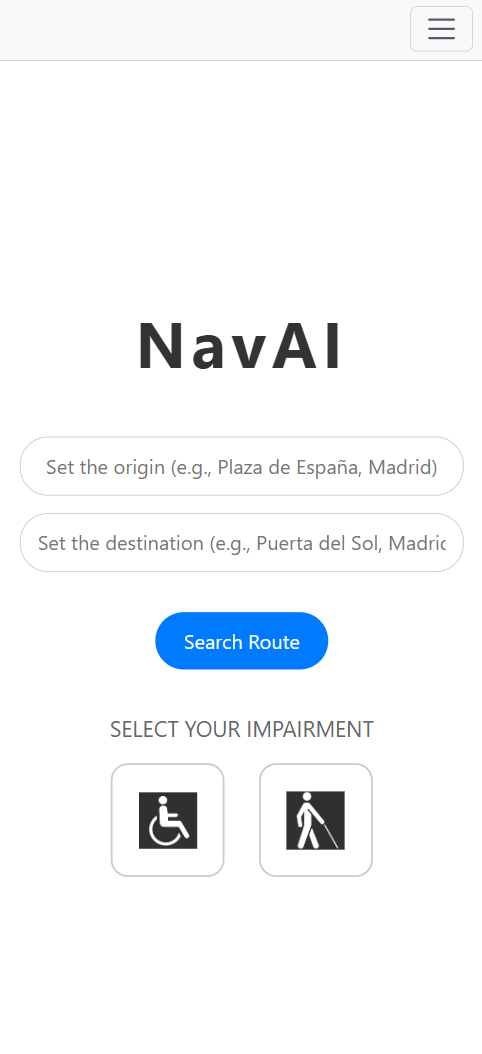 NavAI
Set the origin (e.g., Plaza de España, Madrid)
Set the destination (e.g., Puerta del Sol, Madric
Search Route
SELECT YOUR IMPAIRMENT